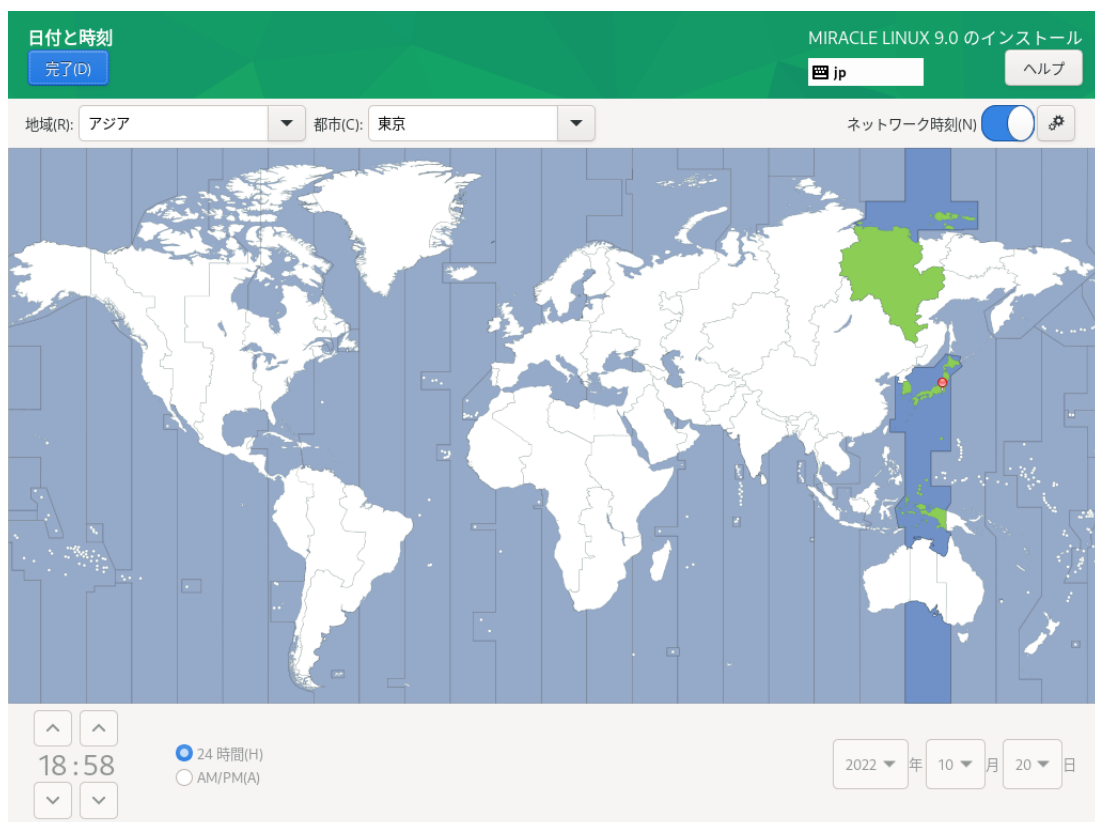 日付と時刻
MIRACLE LINUX 9.0 のインストール
完了(D)
jp
ヘルプ
地域(R): アジア 都市(C): 東京 ネットワーク時刻(N)
18:58
24 時間(H)
AM/PM(A)
2022 年 10 月 20 日